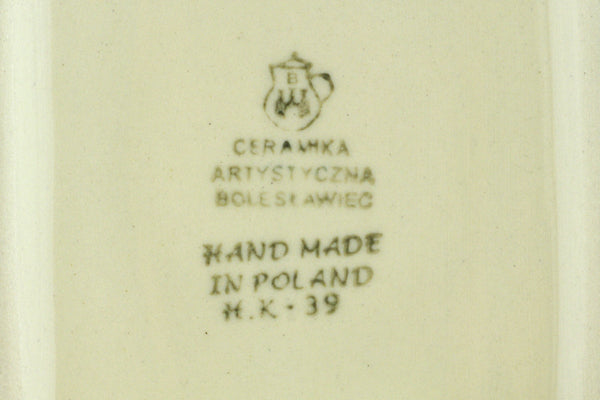 B
CERAMIKA
ARTYSTYCZNA
BOLESŁAWIEC
HAND MADE
IN POLAND
H.K-39